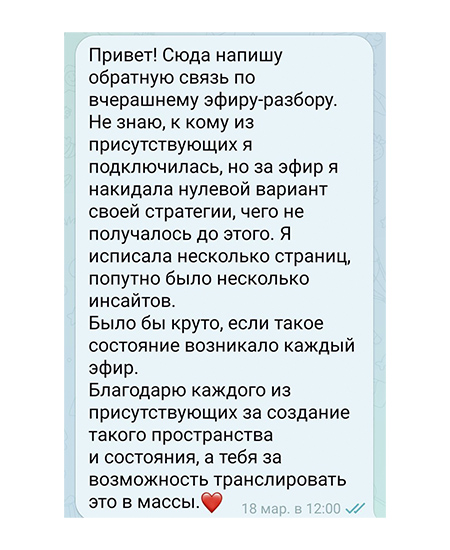 Привет! Сюда напишу
обратную связь по
вчерашнему эфиру-разбору.
Не знаю, к кому из
присутствующих я
подключилась, но за эфир я
накидала нулевой вариант
своей стратегии, чего не
получалось до этого. Я
исписала несколько страниц,
попутно было несколько
инсайтов.
Было бы круто, если такое
состояние возникало каждый
эфир.
Благодарю каждого из
присутствующих за создание
такого пространства
и состояния, а тебя за
возможность транслировать
это в массы.❤️ 18 мар. в 12:00